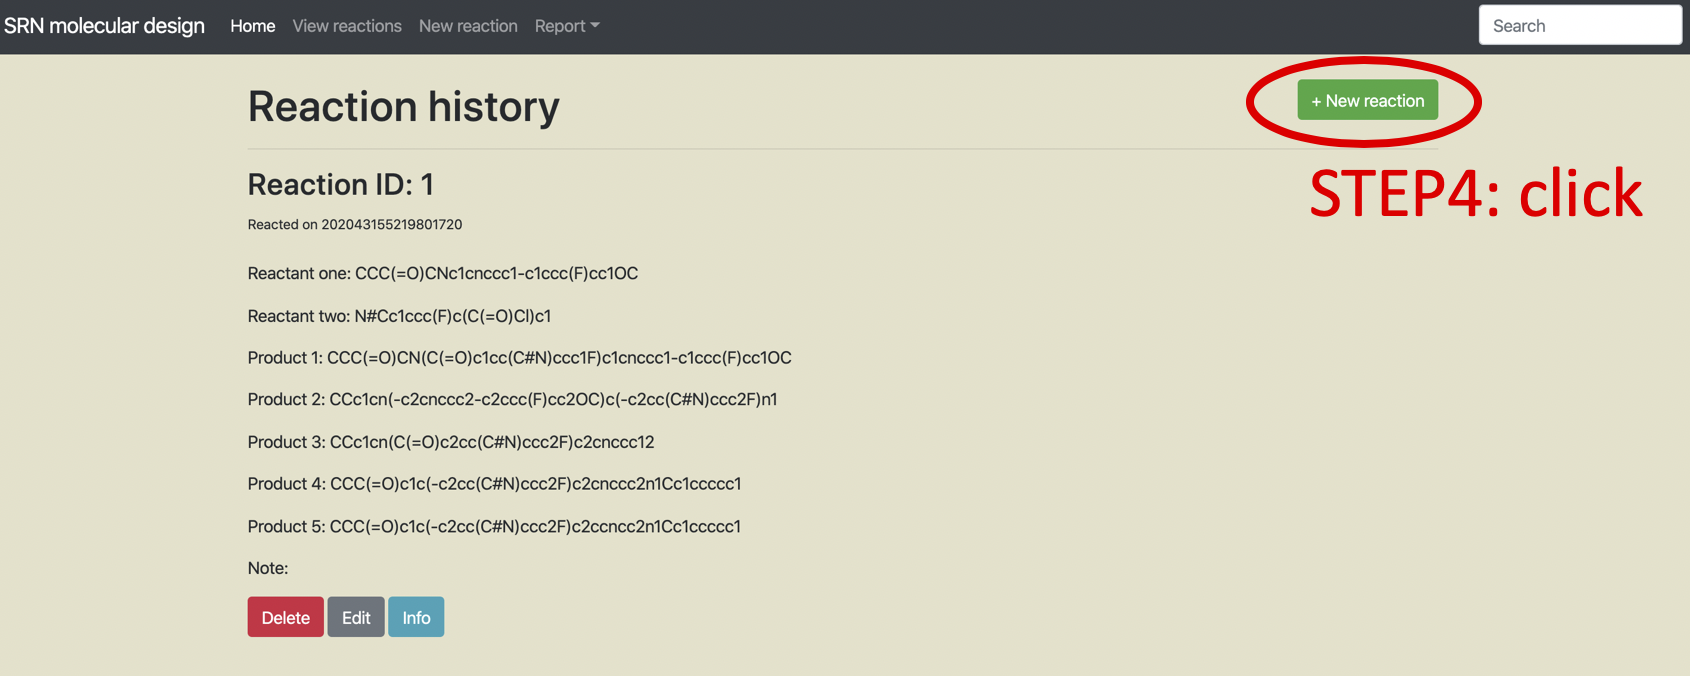 SRN molecular design Home View reactions New reaction Report Search
Reaction history + New reaction
STEP4: click
Reaction ID: 1
Reacted on 202043155219801720
Reactant one: CCC(=O)CNc1cnccc1-c1ccc(F)cc1OC
Reactant two: N#Cc1ccc(F)c(C(=O)Cl)c1
Product 1: CCC(=O)CN(C(=O)c1cc(C#N)ccc1F)c1cnccc1-c1ccc(F)cc1OC
Product 2: CCc1cn(-c2cnccc2-c2ccc(F)cc2OC)c(-c2cc(C#N)ccc2F)n1
Product 3: CCc1cn(C(=O)c2cc(C#N)ccc2F)c2cnccc12
Product 4: CCC(=O)c1c(-c2cc(C#N)ccc2F)c2cnccc2n1Cc1ccccc1
Product 5: CCC(=O)c1c(-c2cc(C#N)ccc2F)c2ccncc2n1Cc1ccccc1
Note:
Delete Edit Info